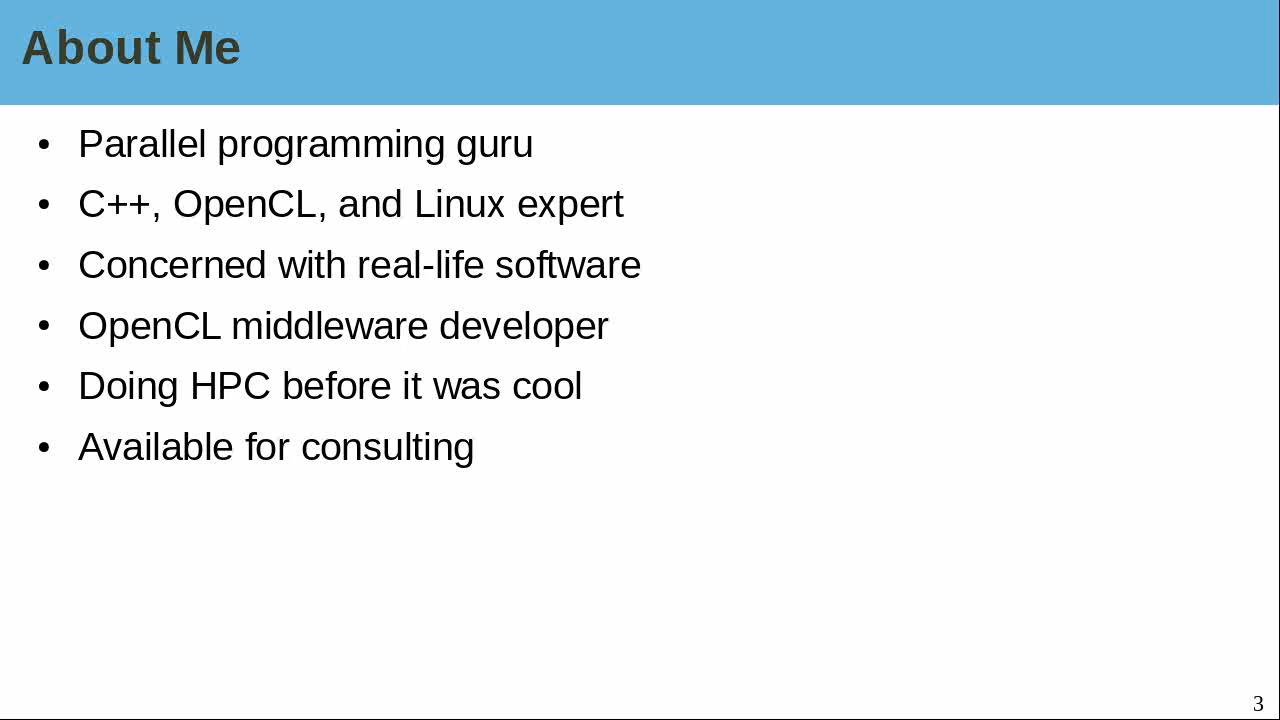 About Me
• Parallel programming guru
• C++, OpenCL, and Linux expert
• Concerned with real-life software
• OpenCL middleware developer
• Doing HPC before it was cool
• Available for consulting
3